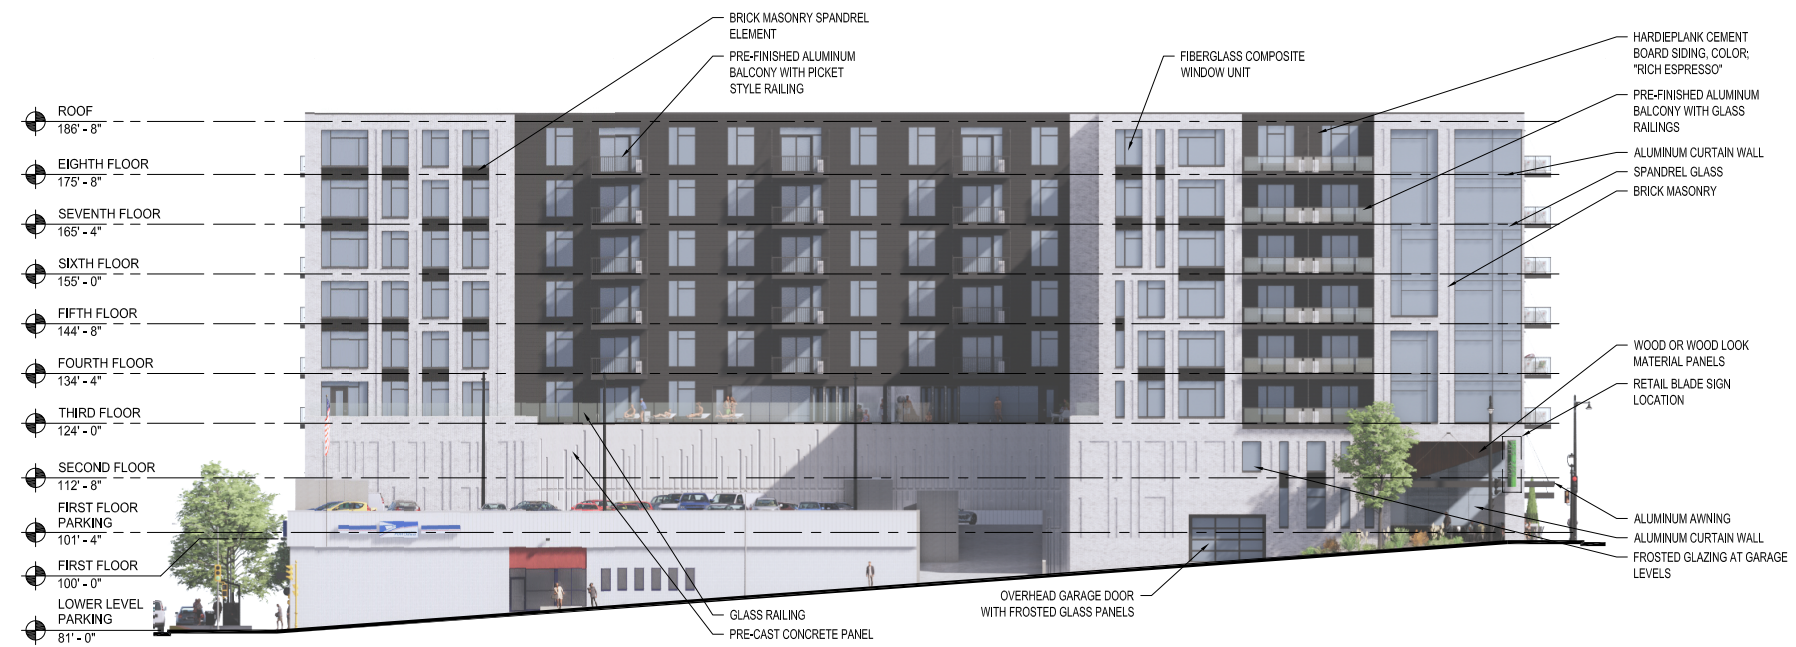 BRICK MASONRY SPANDREL
ELEMENT
PRE-FINISHED ALUMINUM
BALCONY WITH PICKET
STYLE RAILING
FIBERGLASS COMPOSITE
WINDOW UNIT
HARDIEPLANK CEMENT
BOARD SIDING, COLOR;
"RICH ESPRESSO"
PRE-FINISHED ALUMINUM
BALCONY WITH GLASS
RAILINGS
ALUMINUM CURTAIN WALL
SPANDREL GLASS
BRICK MASONRY
WOOD OR WOOD LOOK
MATERIAL PANELS
RETAIL BLADE SIGN
LOCATION
ALUMINUM AWNING
ALUMINUM CURTAIN WALL
FROSTED GLAZING AT GARAGE
LEVELS
ROOF
186' - 8"
EIGHTH FLOOR
175' - 8"
SEVENTH FLOOR
165' - 4"
SIXTH FLOOR
155' - 0"
FIFTH FLOOR
144' - 8"
FOURTH FLOOR
134' - 4"
THIRD FLOOR
124' - 0"
SECOND FLOOR
112' - 8"
FIRST FLOOR
PARKING
101' - 4"
FIRST FLOOR
100' - 0"
LOWER LEVEL
PARKING
81' - 0"
GLASS RAILING
PRE-CAST CONCRETE PANEL
OVERHEAD GARAGE DOOR
WITH FROSTED GLASS PANELS